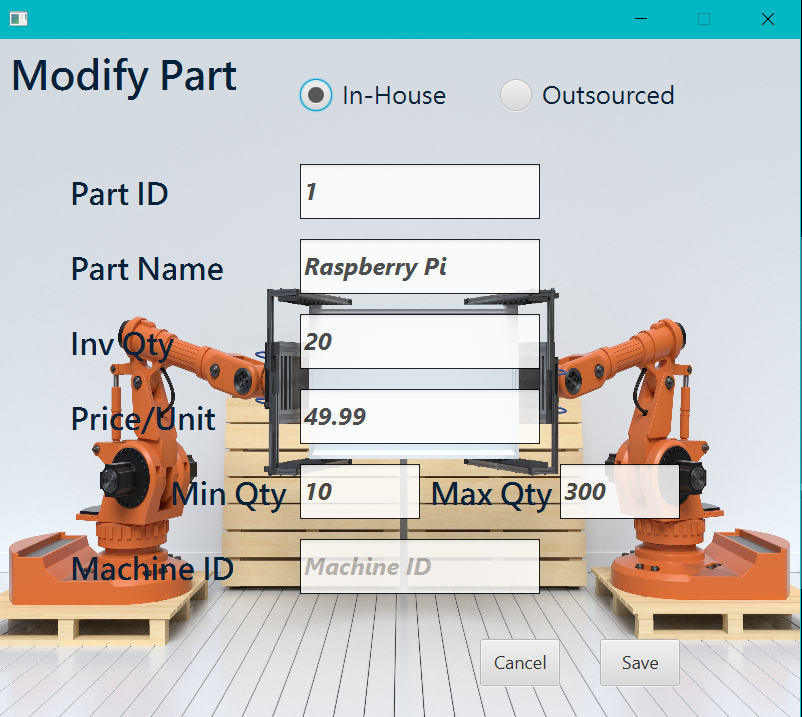 Modify Part
In-House Outsourced
Part ID 1
Part Name Raspberry Pi
Inv Qty 20
Price/Unit 49.99
Min Qty 10 Max Qty 300
Machine ID Machine ID
Cancel Save